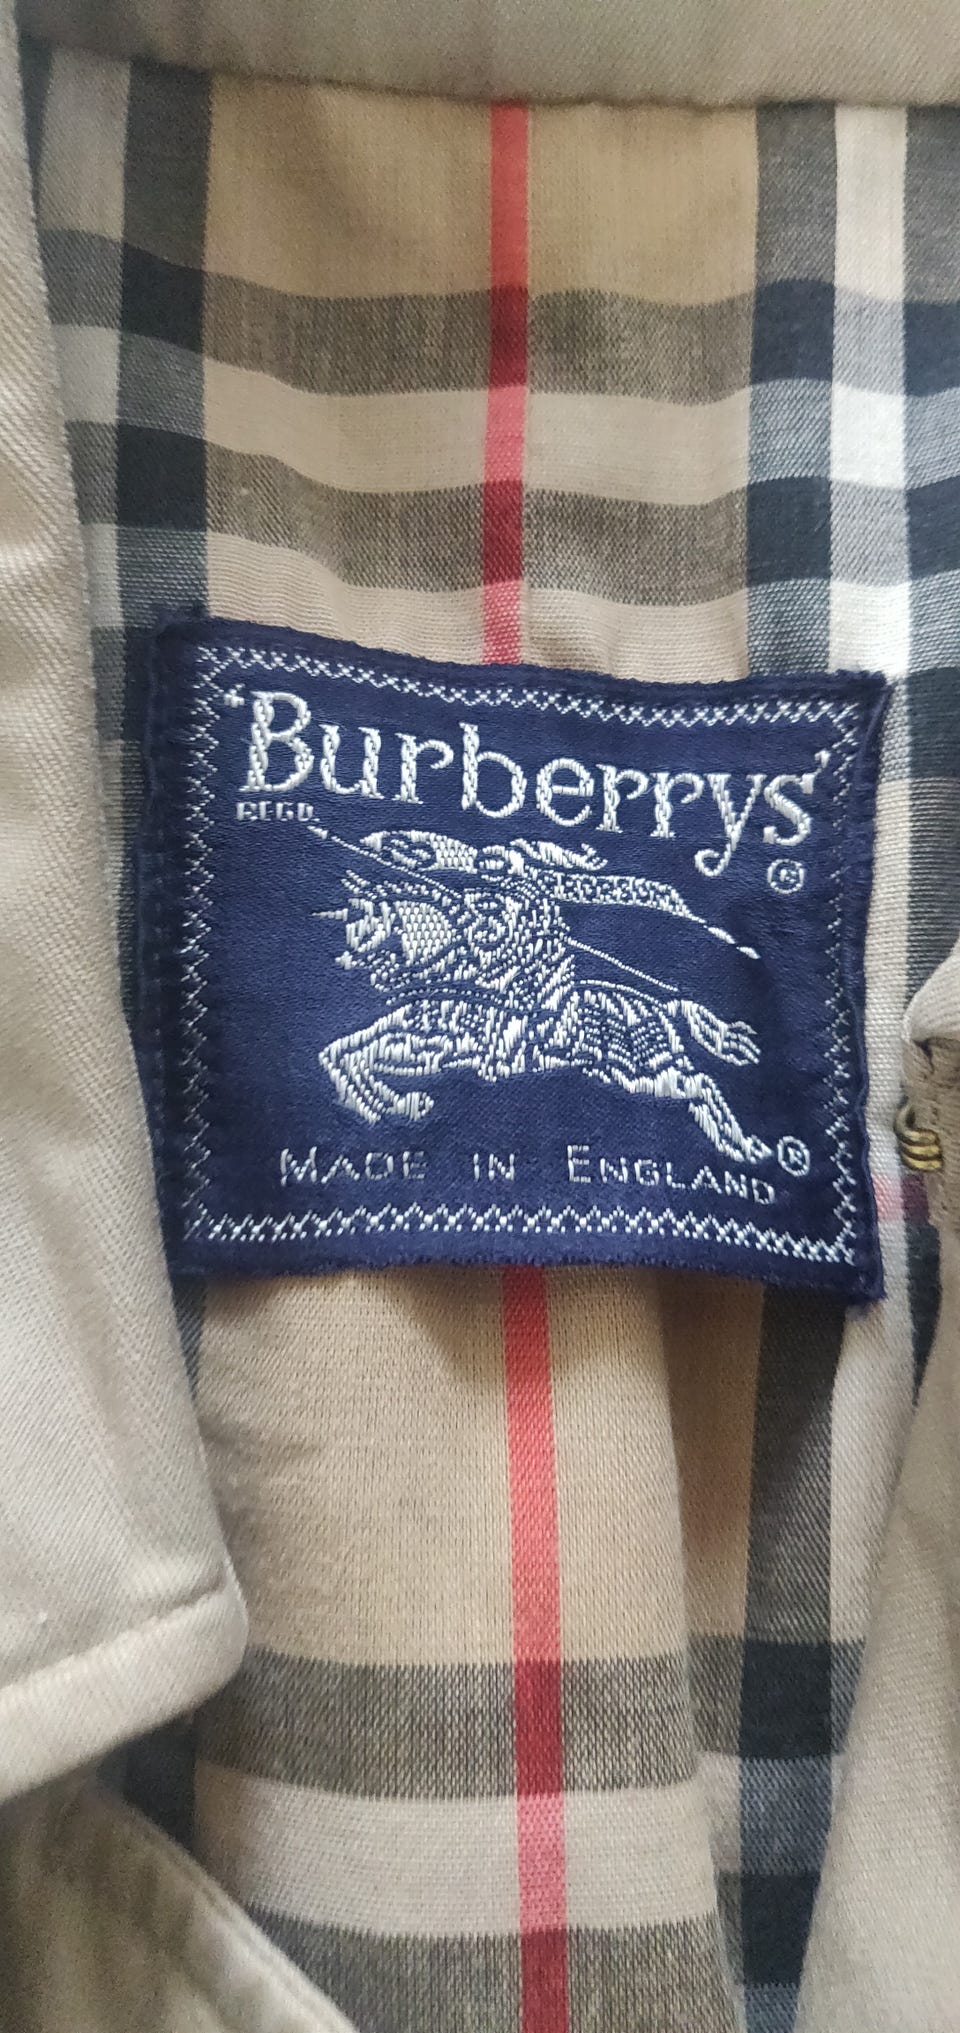 'Burberrys'
REGD.
©
®
MADE IN ENGLAND